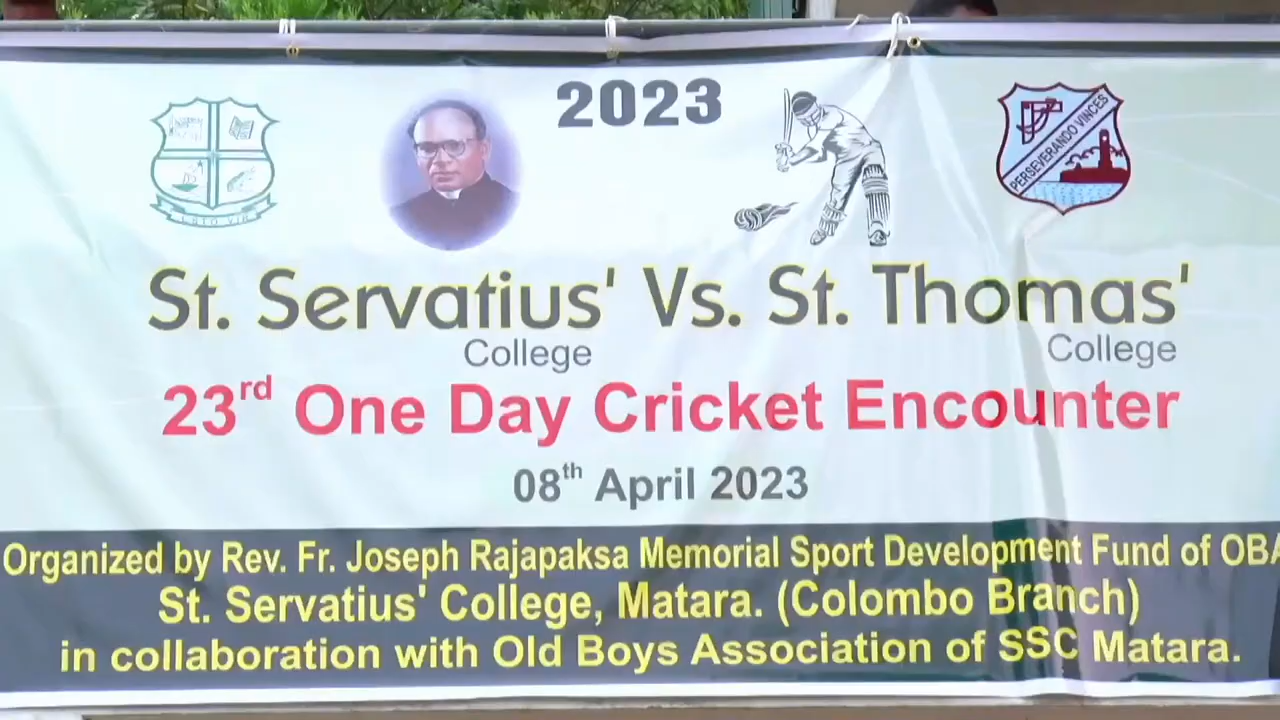 2023
PERSEVERANDO VINCES
ESTO VIR
St. Servatius' Vs. St. Thomas'
College College
23rd One Day Cricket Encounter
08th April 2023
Organized by Rev. Fr. Joseph Rajapaksa Memorial Sport Development Fund of OBA
St. Servatius' College, Matara. (Colombo Branch)
in collaboration with Old Boys Association of SSC Matara.